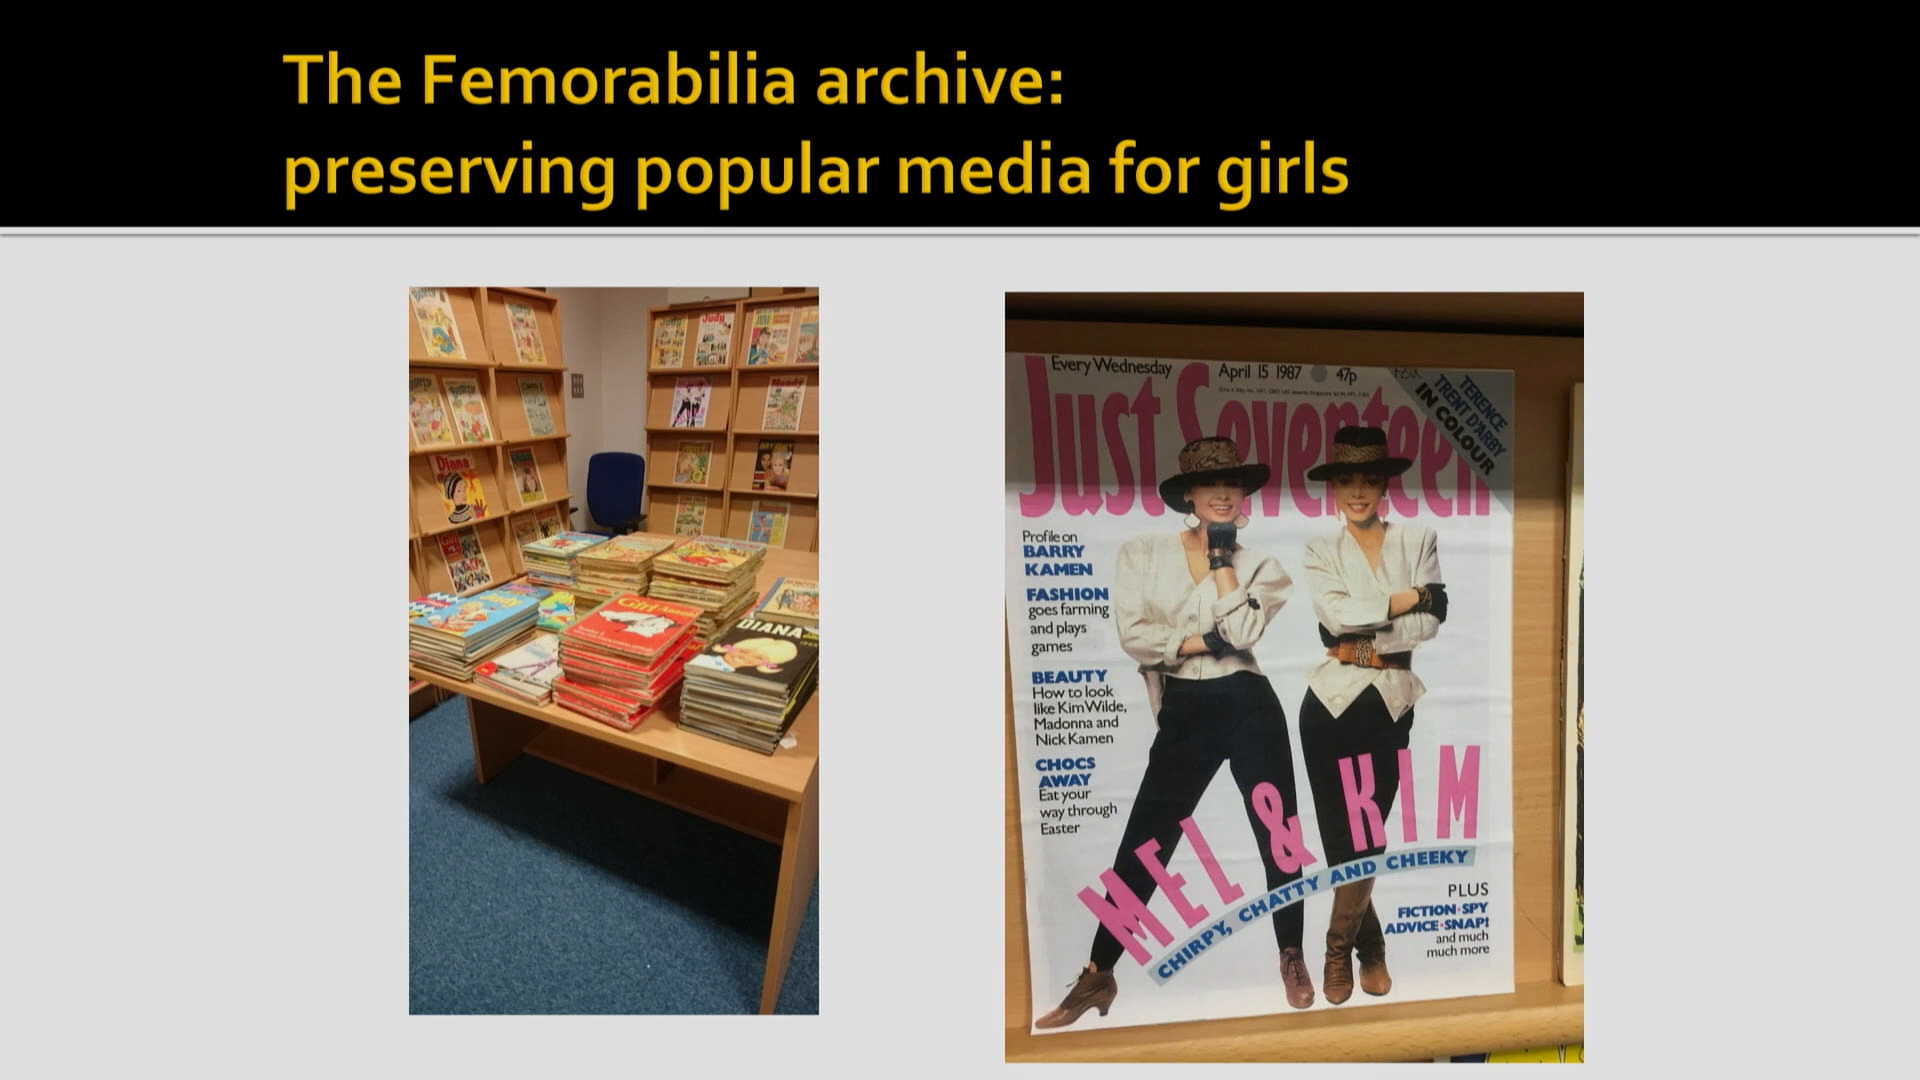 The Femorabilia archive:
preserving popular media for girls
Judy
Mandy
Diana
Judy
Girl
DIANA
Every Wednesday
April 15 1987
47p
Just Seventeen
TERENCE
TRENT D'ARBY
IN COLOUR
Profile on
BARRY
KAMEN
FASHION
goes farming
and plays
games
BEAUTY
How to look
like Kim Wilde,
Madonna and
Nick Kamen
CHOCS
AWAY
Eat your
way through
Easter
MEL & KIM
CHIRPY, CHATTY AND CHEEKY
PLUS
FICTION·SPY
ADVICE·SNAP!
and much
much more